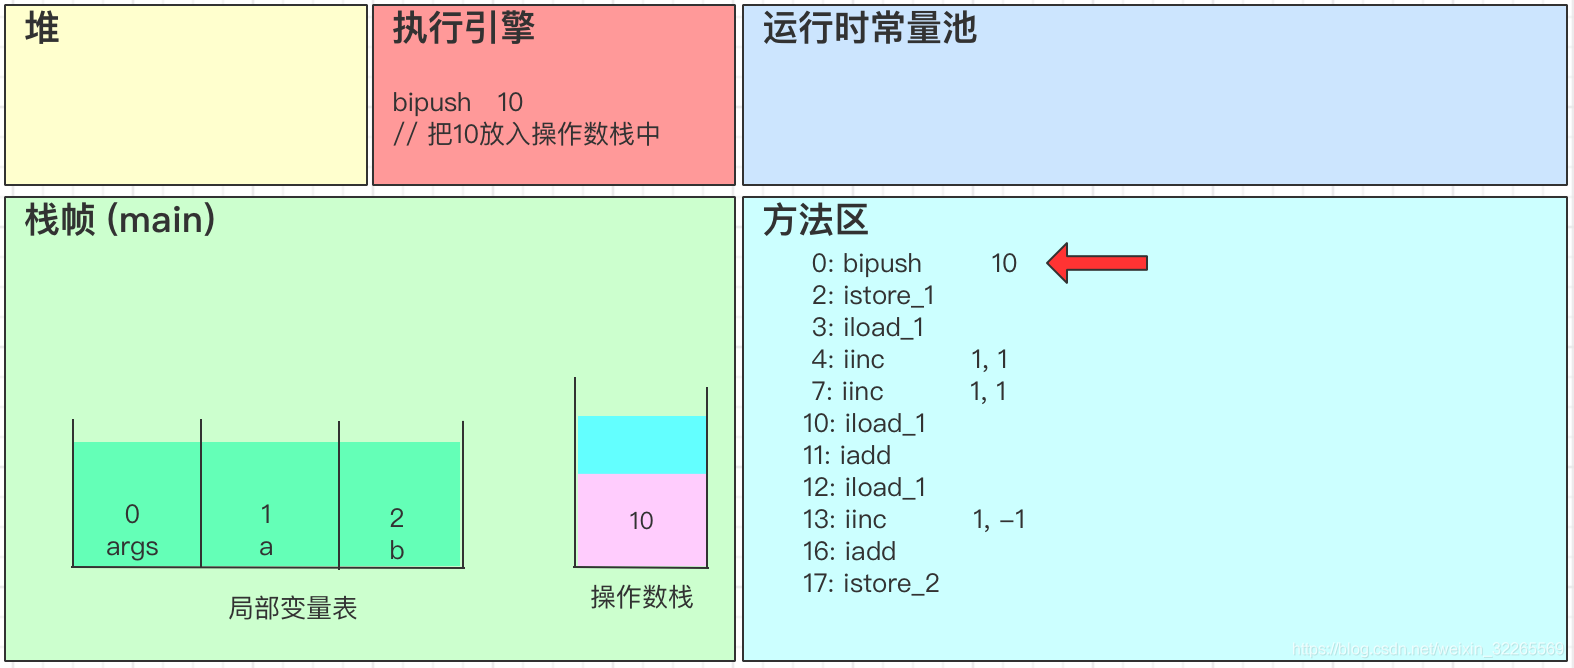 堆
执行引擎
bipush 10
// 把10放入操作数栈中
运行时常量池
栈帧 (main)
0
args
1
a
2
b
局部变量表
10
操作数栈
方法区
0: bipush 10
2: istore_1
3: iload_1
4: iinc 1, 1
7: iinc 1, 1
10: iload_1
11: iadd
12: iload_1
13: iinc 1, -1
16: iadd
17: istore_2
https://blog.csdn.net/weixin_32265569